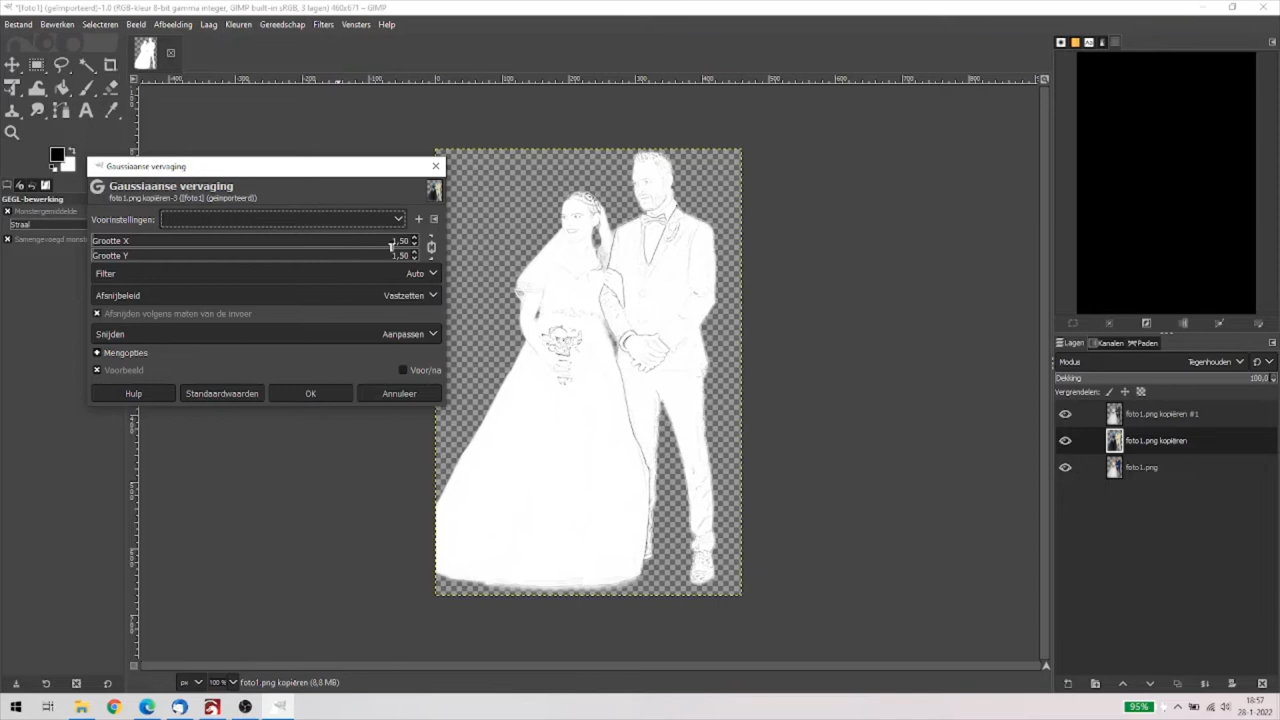 *[foto1] (geïmporteerd)-1.0 (RGB-kleur 8-bit gamma integer, GIMP built-in sRGB, 3 lagen) 460x671 – GIMP
Bestand Bewerken Selecteren Beeld Afbeelding Laag Kleuren Gereedschap Filters Vensters Help
GEGL-bewerking
Monstergemiddelde
Straal
Gaussiaanse vervaging
Gaussiaanse vervaging
foto1.png kopiëren-3 ([foto1] (geïmporteerd))
Voorinstellingen:
Grootte X 1,50
Grootte Y 1,50
Filter Auto
Afsnijbeleid Vastzetten
Afsnijden volgens maten van de invoer
Snijden Aanpassen
Mengopties
Voorbeeld Voor/na
Hulp Standaardwaarden OK Annuleer
Lagen Kanalen Paden
Modus Tegenhouden
Dekking 100,0
Vergrendelen:
foto1.png kopiëren #1
foto1.png kopiëren
foto1.png
px 100 % foto1.png kopiëren (8,8 MB)
95%
18:57
28-1-2022